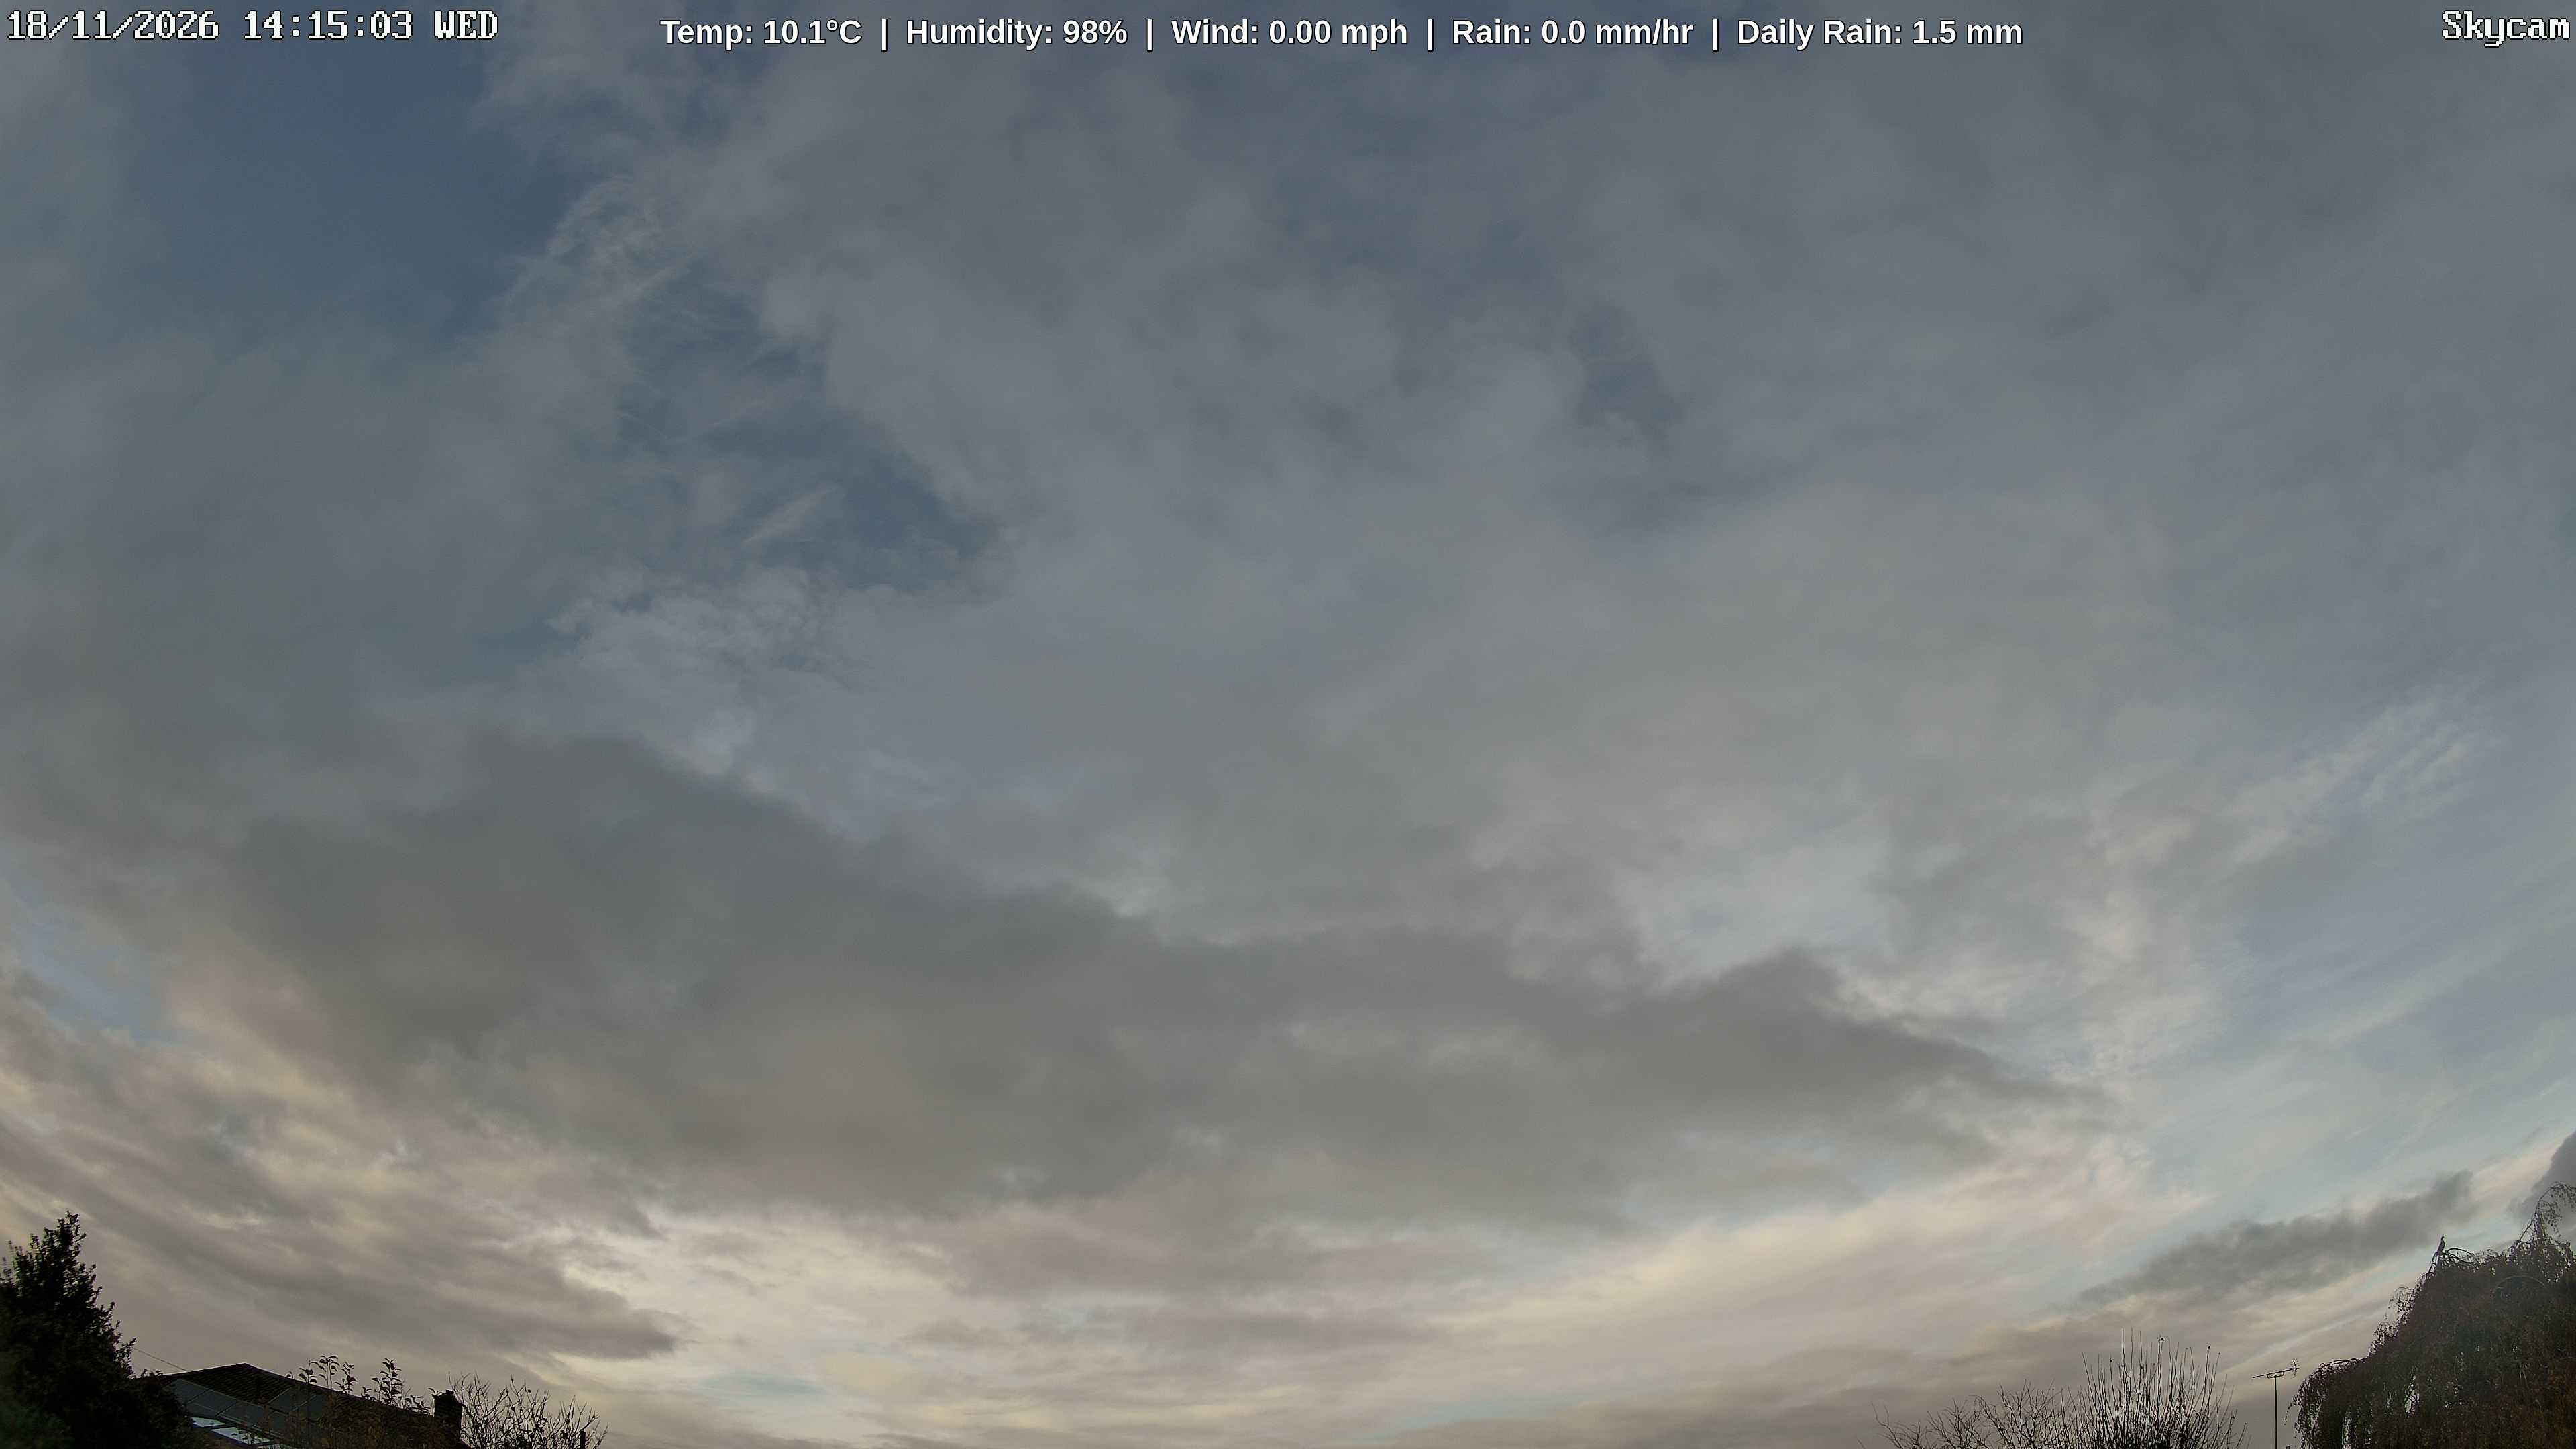 18/11/2026 14:15:03 WED
Temp: 10.1°C | Humidity: 98% | Wind: 0.00 mph | Rain: 0.0 mm/hr | Daily Rain: 1.5 mm
Skycam